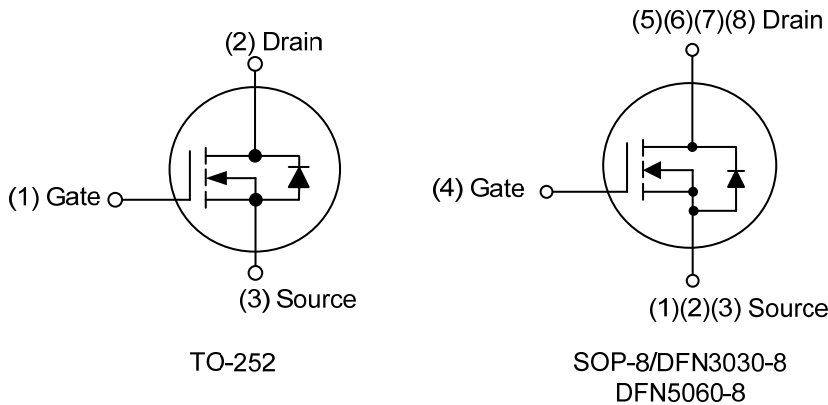 (2) Drain
(1) Gate
(3) Source
TO-252
(5)(6)(7)(8) Drain
(4) Gate
(1)(2)(3) Source
SOP-8/DFN3030-8
DFN5060-8